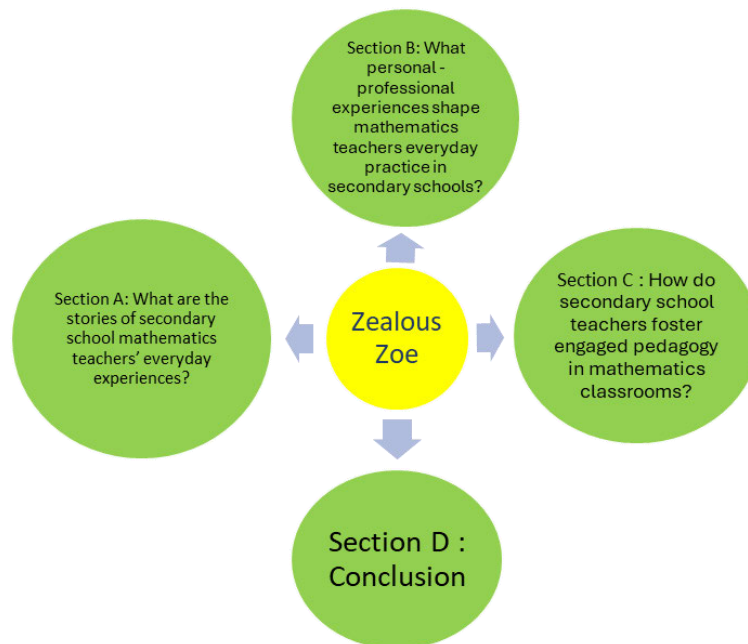 Section B: What
personal -
professional
experiences shape
mathematics
teachers everyday
practice in
secondary schools?
Section A: What are the
stories of secondary
school mathematics
teachers’ everyday
experiences?
Zealous
Zoe
Section C : How do
secondary school
teachers foster
engaged pedagogy
in mathematics
classrooms?
Section D :
Conclusion